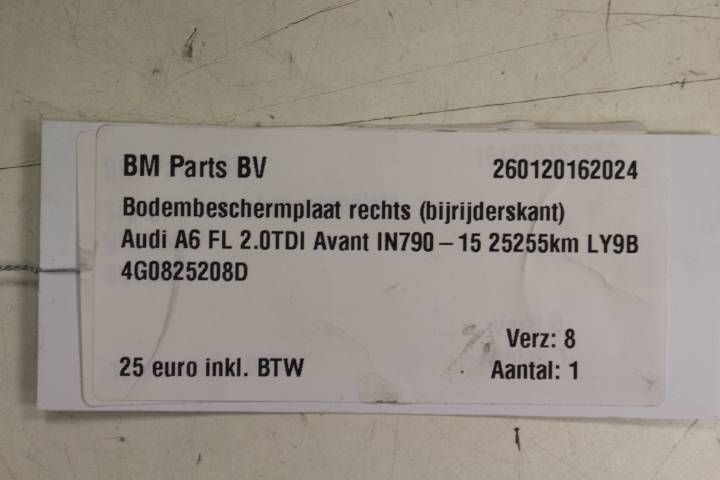 BM Parts BV 260120162024
Bodembeschermplaat rechts (bijrijderskant)
Audi A6 FL 2.0TDI Avant IN790 – 15 25255km LY9B
4G0825208D
Verz: 8
25 euro inkl. BTW Aantal: 1